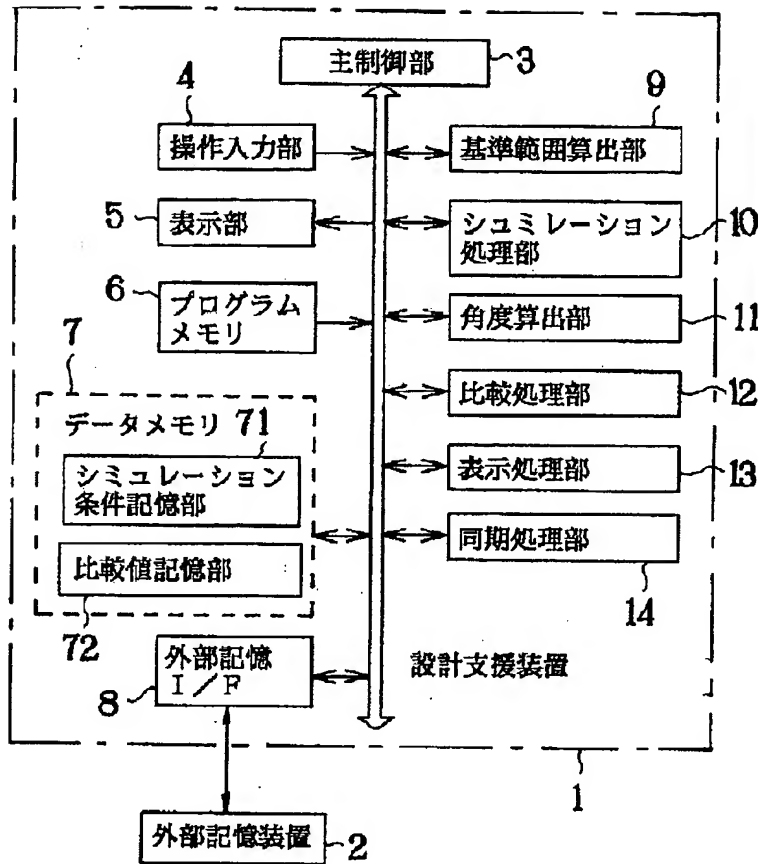 主制御部
3
4
操作入力部
5
表示部
6
プログラム
メモリ
7
データメモリ
71
シミュレーション
条件記憶部
比較値記憶部
72
外部記憶
I/F
8
9
基準範囲算出部
シュミレーション
処理部
10
角度算出部
11
比較処理部
12
表示処理部
13
同期処理部
14
設計支援装置
1
外部記憶装置
2